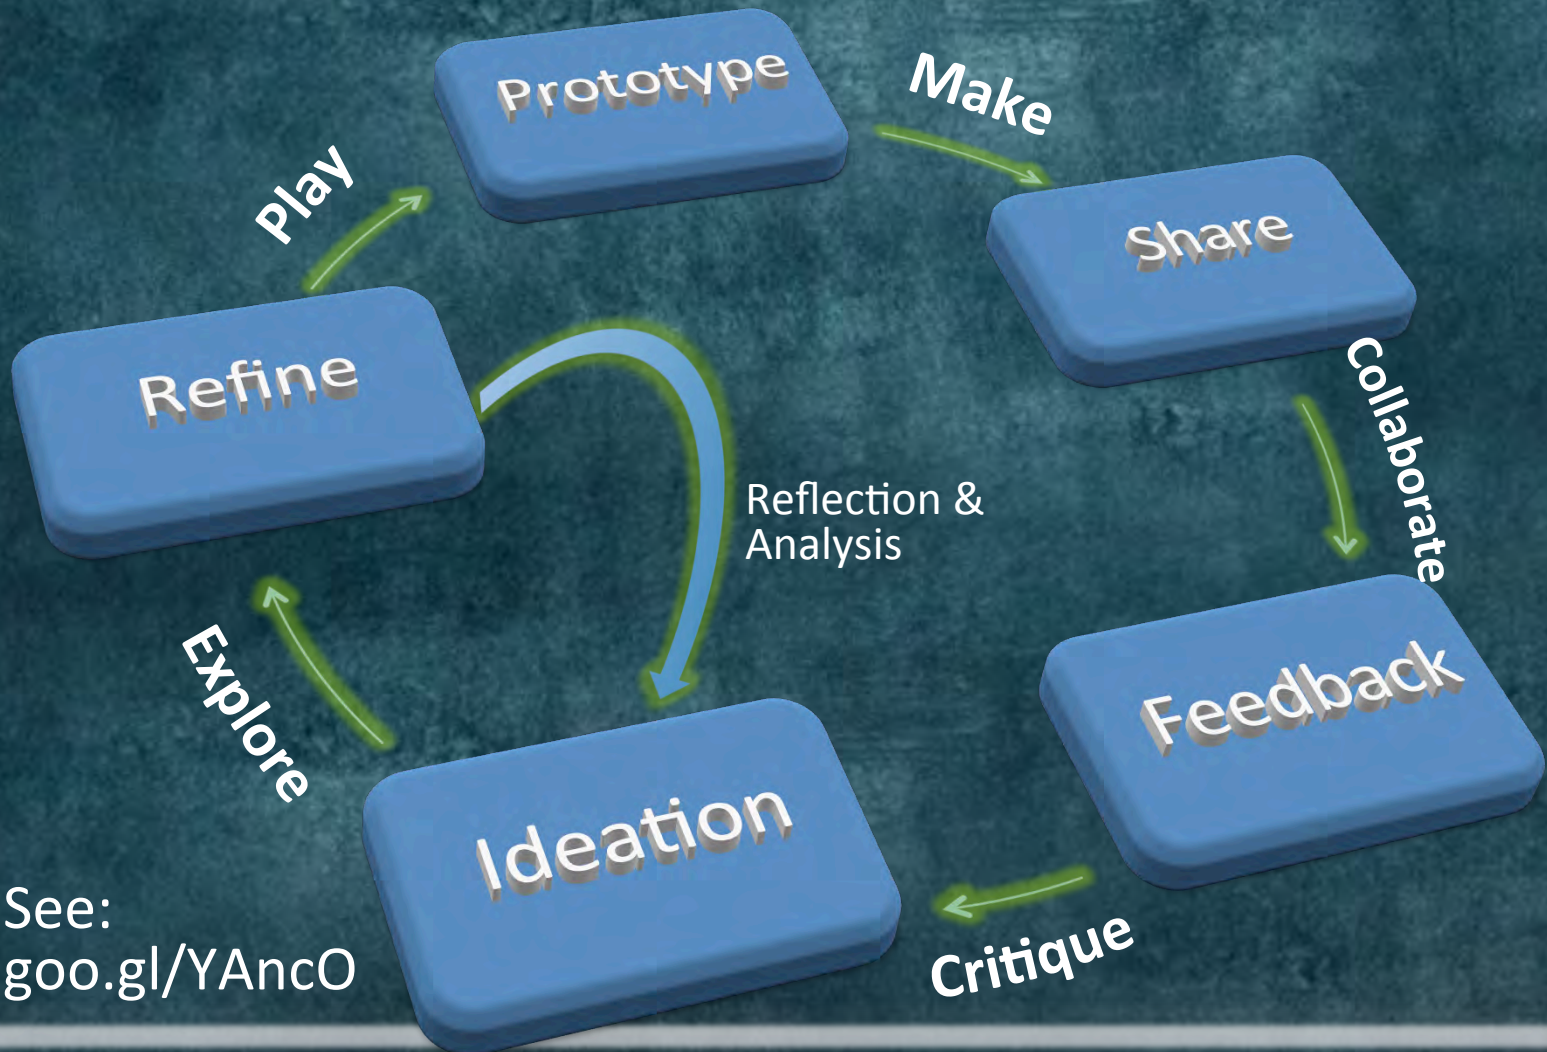 Prototype
Make
Play
Share
Refine
Collaborate
Reflection &
Analysis
Explore
Feedback
Ideation
See:
goo.gl/YAncO
Critique